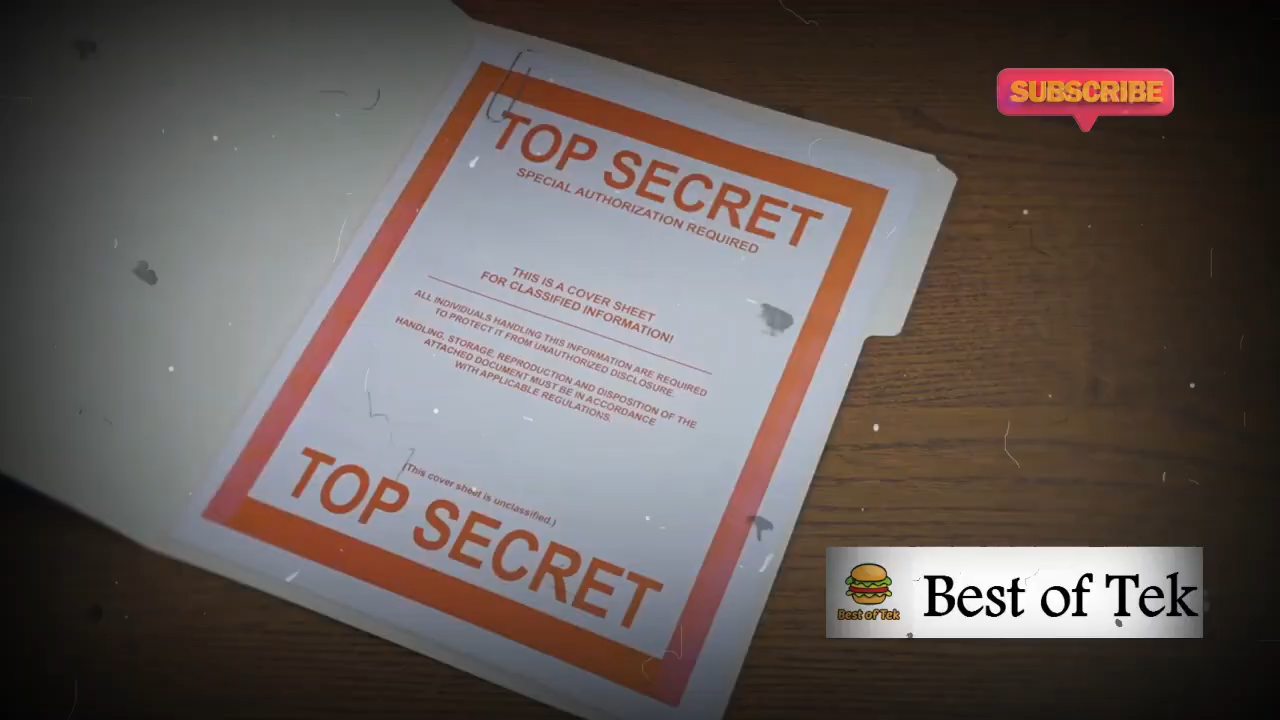 SUBSCRIBE
TOP SECRET
SPECIAL AUTHORIZATION REQUIRED
THIS IS A COVER SHEET
FOR CLASSIFIED INFORMATION!
ALL INDIVIDUALS HANDLING THIS INFORMATION ARE REQUIRED
TO PROTECT IT FROM UNAUTHORIZED DISCLOSURE.
HANDLING, STORAGE, REPRODUCTION AND DISPOSITION OF THE
ATTACHED DOCUMENT MUST BE IN ACCORDANCE
WITH APPLICABLE REGULATIONS.
(This cover sheet is unclassified.)
TOP SECRET
Best of Tek
Best of Tek